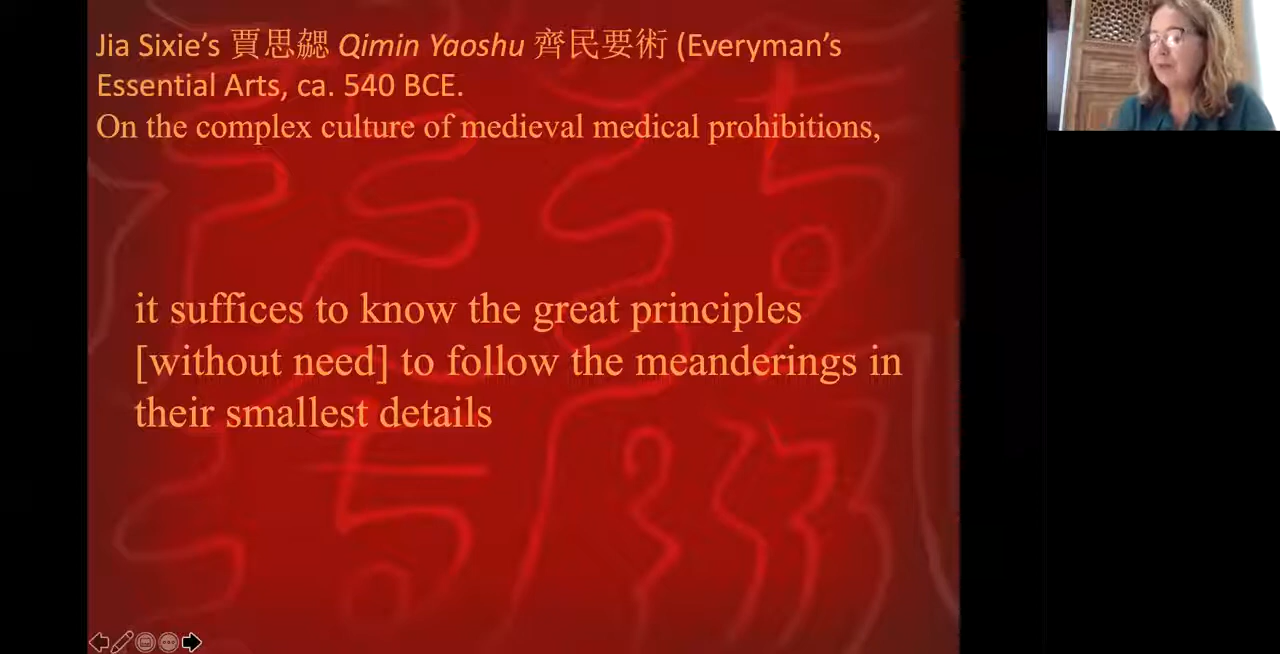 Jia Sixie’s 賈思勰 Qimin Yaoshu 齊民要術 (Everyman’s
Essential Arts, ca. 540 BCE.
On the complex culture of medieval medical prohibitions,
it suffices to know the great principles
[without need] to follow the meanderings in
their smallest details